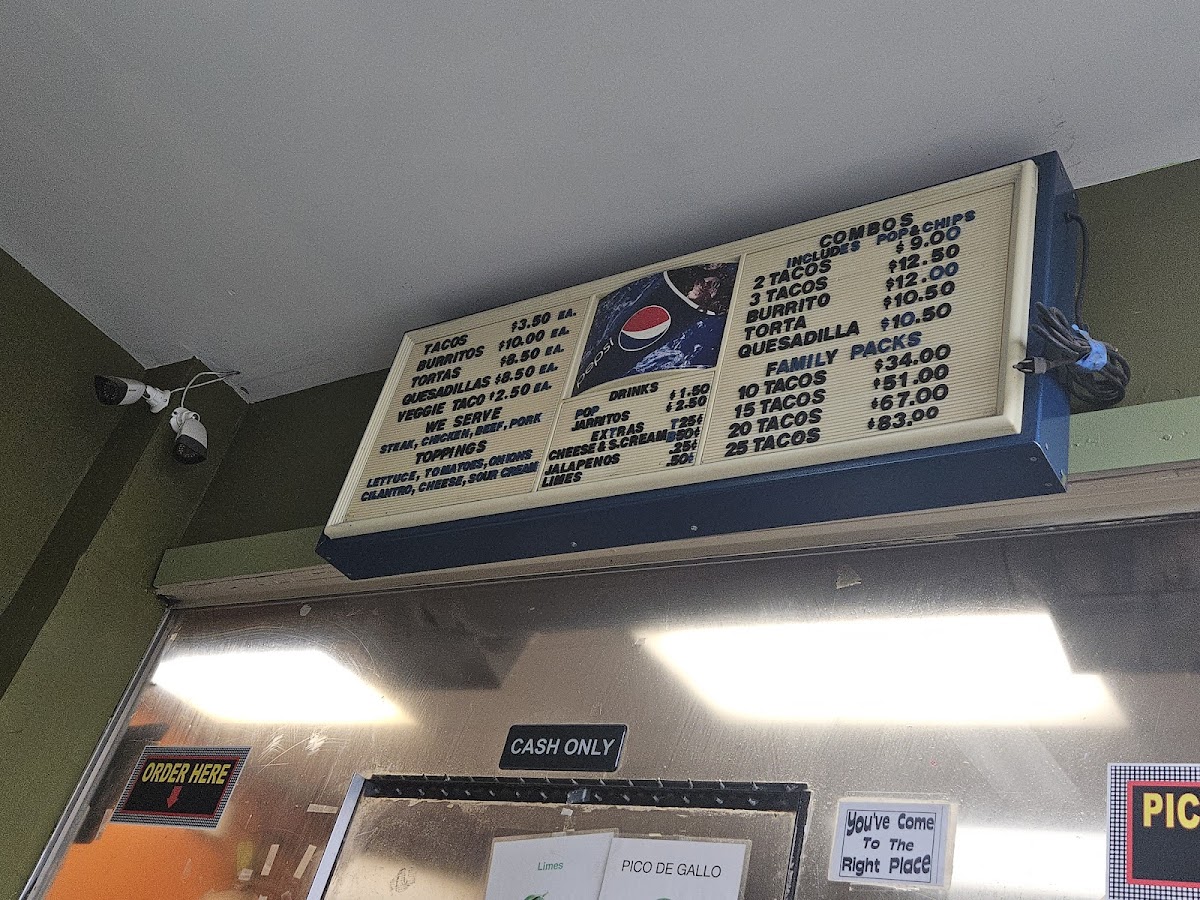 TACOS $3.50 EA.
BURRITOS $10.00 EA.
TORTAS $8.50 EA.
QUESADILLAS $8.50 EA.
VEGGIE TACO $2.50 EA.
WE SERVE
STEAK, CHICKEN, BEEF, PORK
TOPPINGS
LETTUCE, TOMATOES, ONIONS
CILANTRO, CHEESE, SOUR CREAM
pepsi
DRINKS
POP $1.50
JARRITOS $2.50
EXTRAS
CHEESE & S.CREAM
JALAPENOS .25¢
LIMES .50¢
COMBOS
INCLUDES POP & CHIPS
2 TACOS $9.00
3 TACOS $12.50
BURRITO $12.00
TORTA $10.50
QUESADILLA $10.50
FAMILY PACKS
10 TACOS $34.00
15 TACOS $51.00
20 TACOS $67.00
25 TACOS $83.00
CASH ONLY
ORDER HERE
You've Come
To The
Right Place
PIC
Limes
PICO DE GALLO